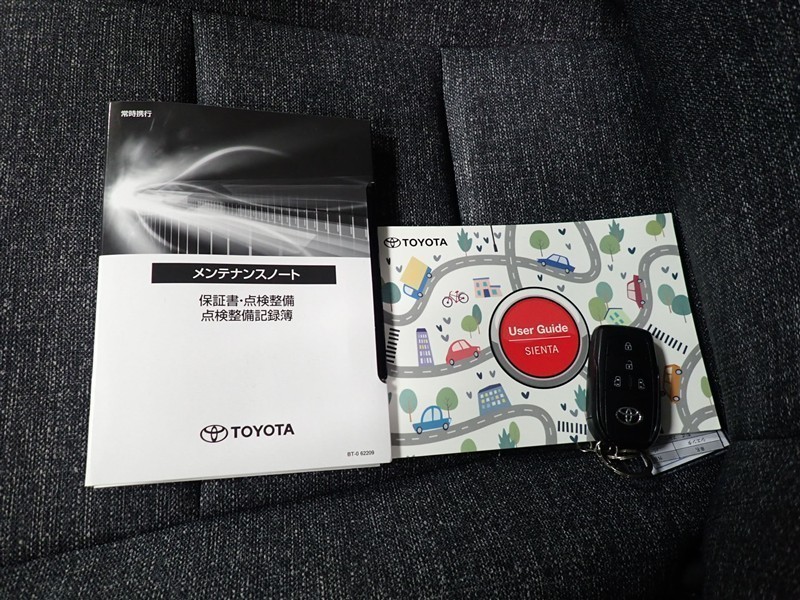 常時携行
メンテナンスノート
保証書・点検整備
点検整備記録簿
TOYOTA
BT-0 62209
TOYOTA
User Guide
SIENTA